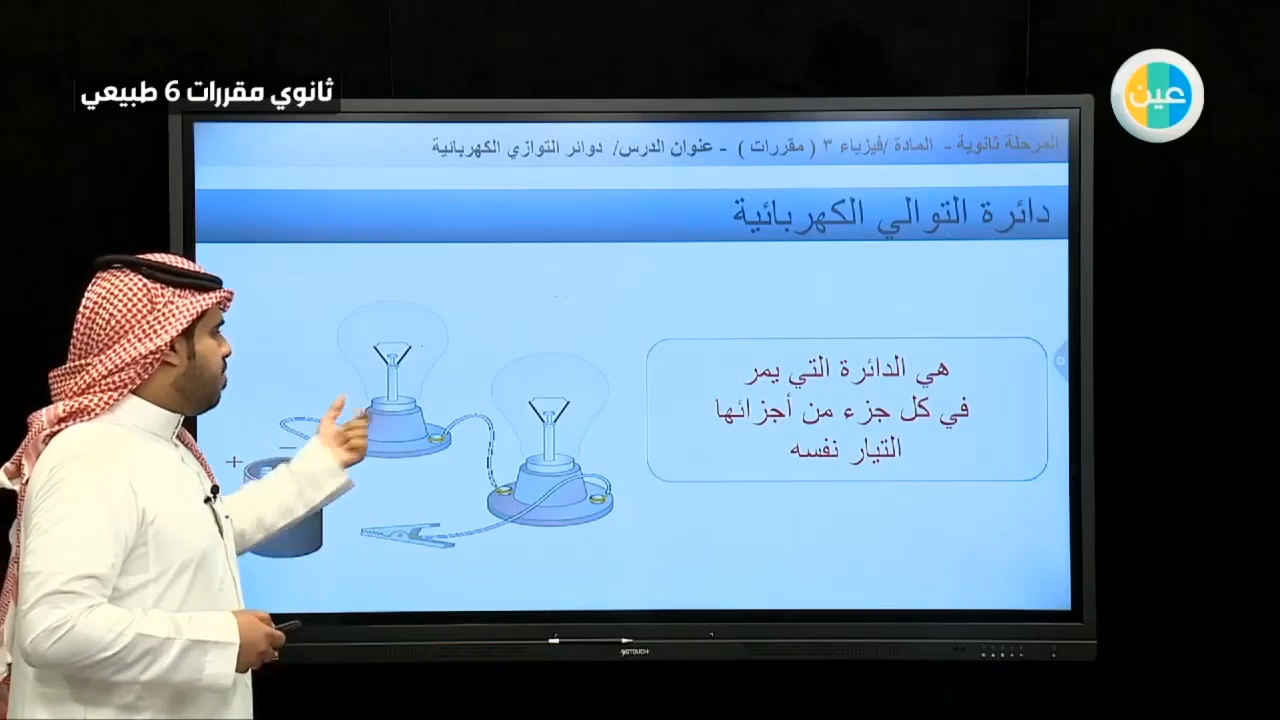 ثانوي مقررات 6 طبيعي
عين
المرحلة ثانوية - المادة /فيزياء ٣ ( مقررات ) - عنوان الدرس/ دوائر التوازي الكهربائية
دائرة التوالي الكهربائية
هي الدائرة التي يمر
في كل جزء من أجزائها
التيار نفسه
+ −